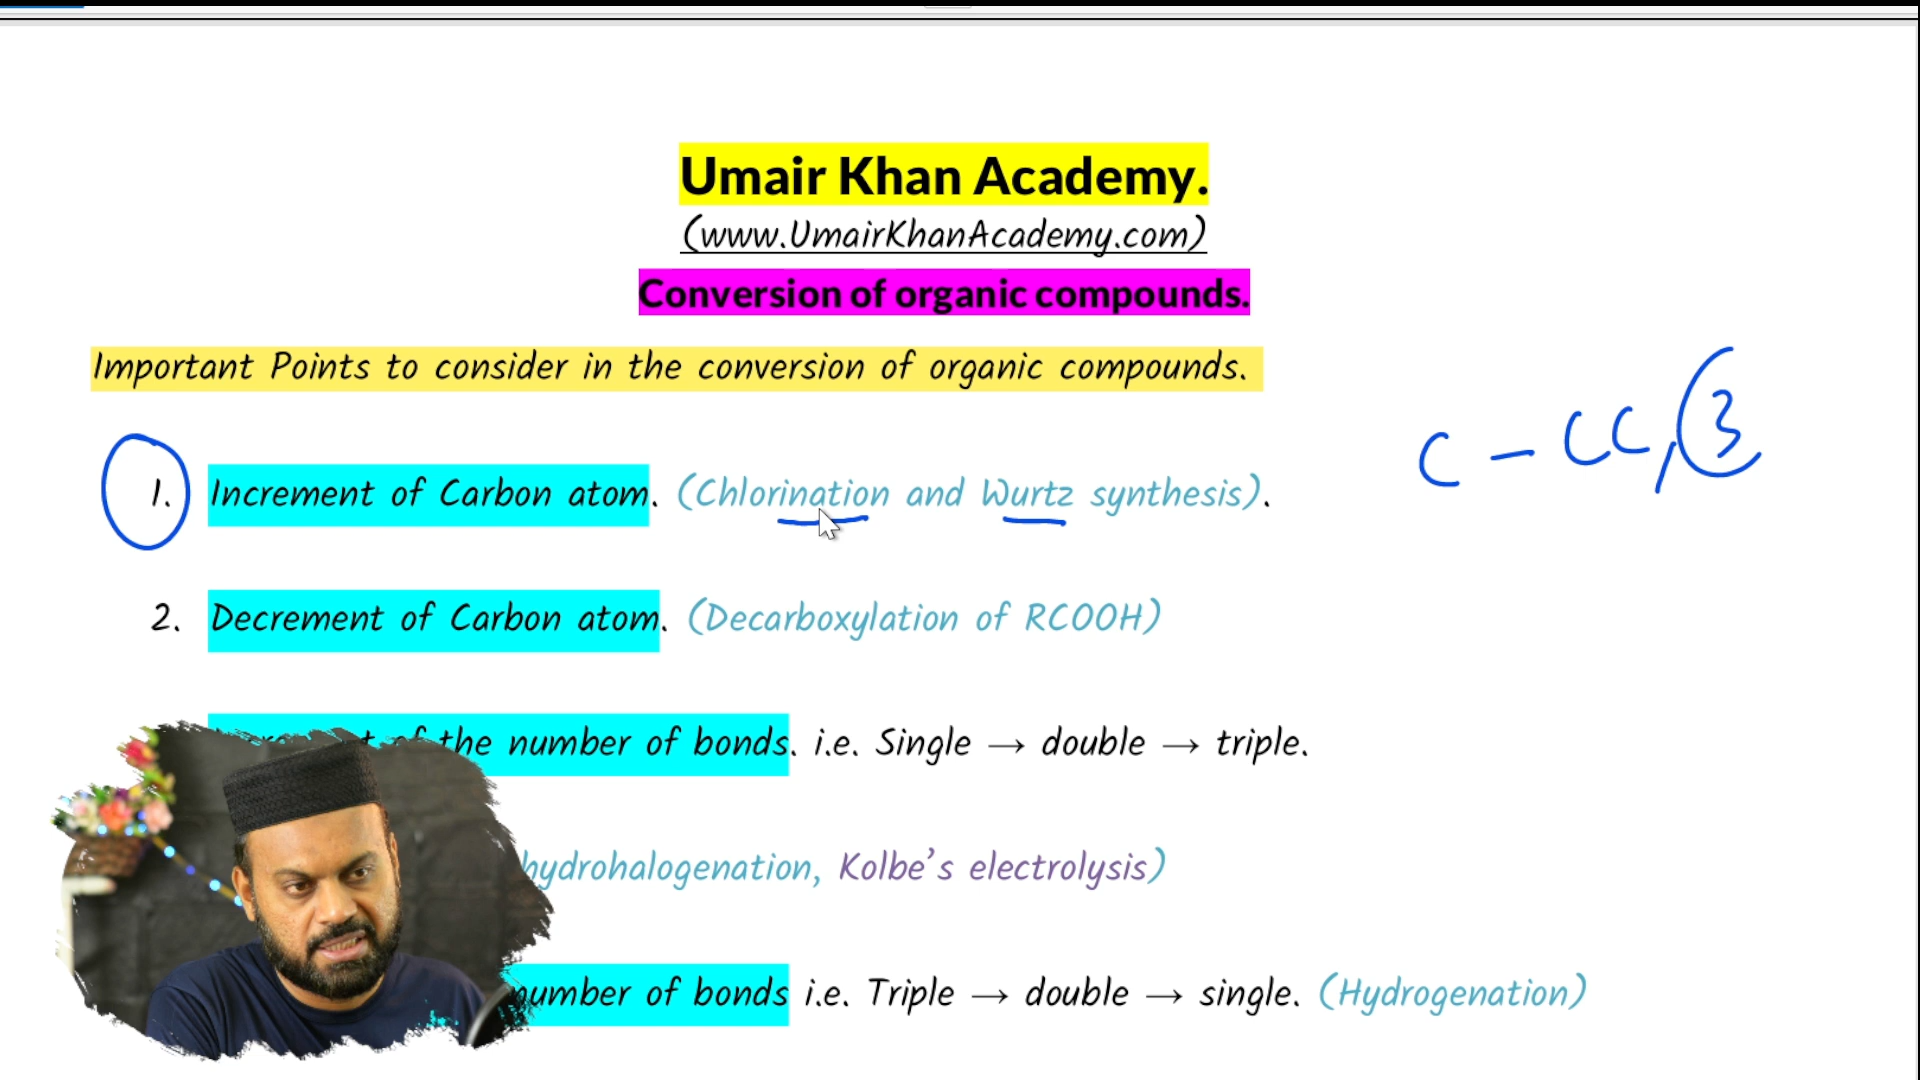 Umair Khan Academy.
(www.UmairKhanAcademy.com)
Conversion of organic compounds.
Important Points to consider in the conversion of organic compounds.
C – CC, 3
1. Increment of Carbon atom. (Chlorination and Wurtz synthesis).
2. Decrement of Carbon atom. (Decarboxylation of RCOOH)
the number of bonds. i.e. Single → double → triple.
hydrohalogenation, Kolbe's electrolysis)
number of bonds i.e. Triple → double → single. (Hydrogenation)